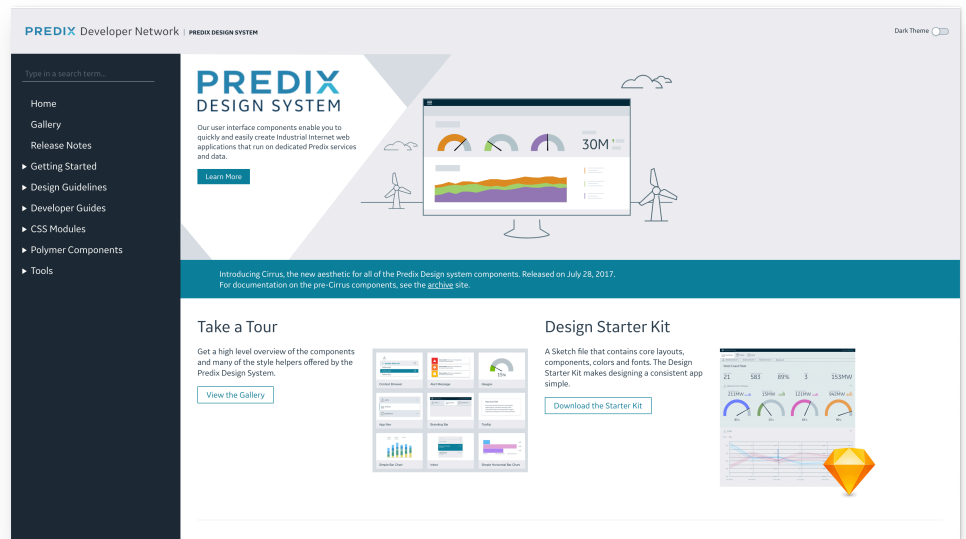 PREDIX Developer Network | PREDIX DESIGN SYSTEM
Dark Theme
Type in a search term...
Home
Gallery
Release Notes
Getting Started
Design Guidelines
Developer Guides
CSS Modules
Polymer Components
Tools
PREDIX
DESIGN SYSTEM
Our user interface components enable you to
quickly and easily create Industrial Internet web
applications that run on dedicated Predix services
and data.
Learn More
30M
Introducing Cirrus, the new aesthetic for all of the Predix Design system components. Released on July 28, 2017.
For documentation on the pre-Cirrus components, see the archive site.
Take a Tour
Get a high level overview of the components
and many of the style helpers offered by the
Predix Design System.
View the Gallery
Context Browser
Alert Message
15%
Gauges
App Nav
Branding Bar
Tooltip
Simple Bar Chart
Inbox
Simple Horizontal Bar Chart
Design Starter Kit
A Sketch file that contains core layouts,
components, colors and fonts. The Design
Starter Kit makes designing a consistent app
simple.
Download the Starter Kit
21 583 89% 3 153MW